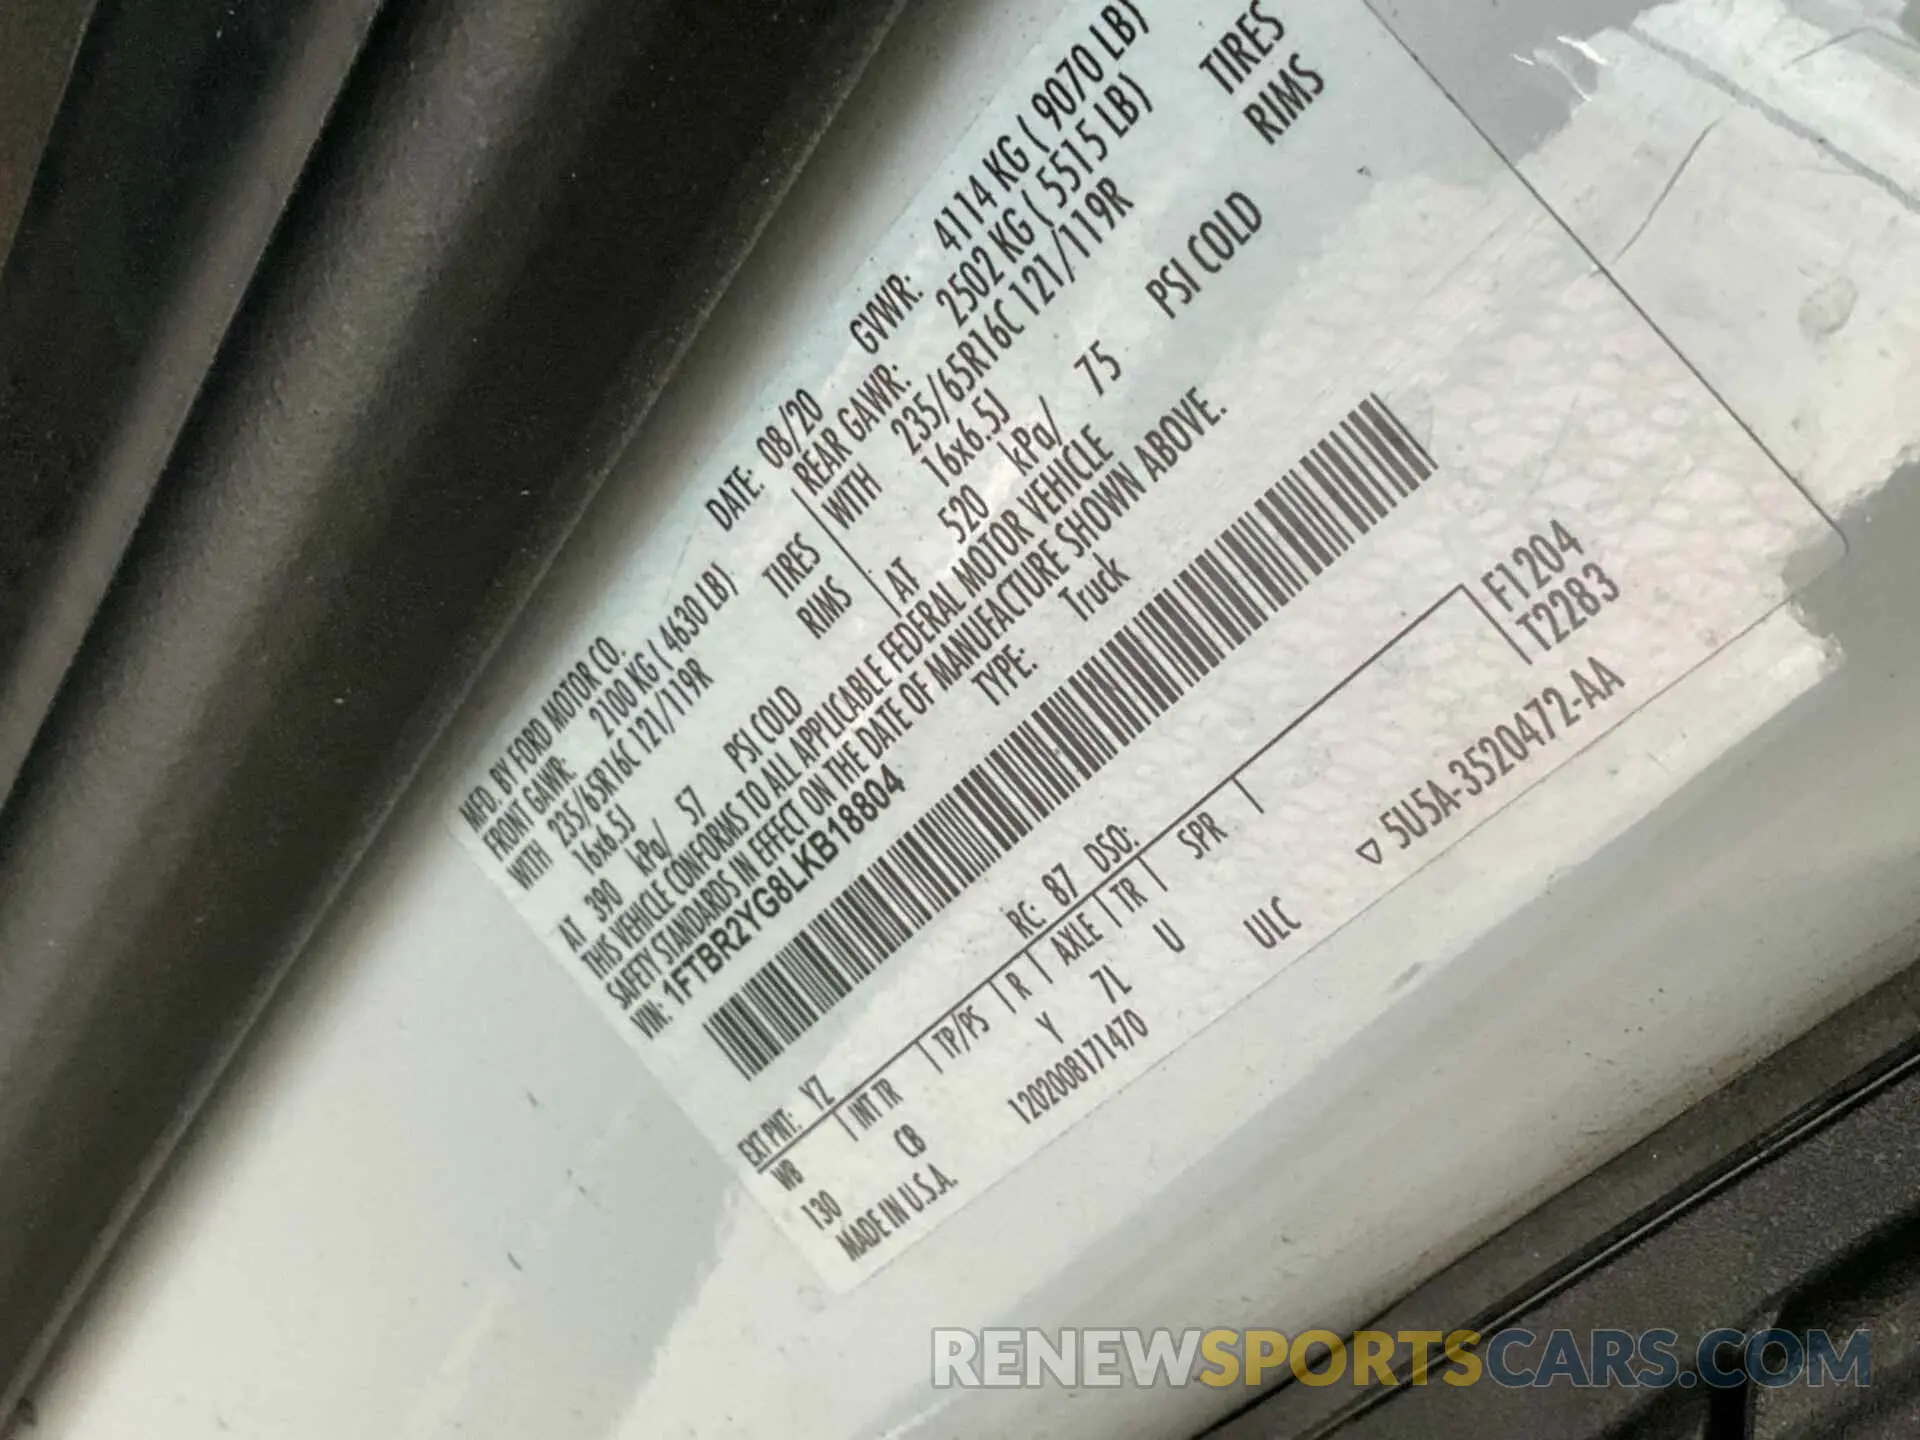 MFD. BY FORD MOTOR CO.
DATE: 08/20 GVWR: 4114 KG ( 9070 LB)
FRONT GAWR: 2100 KG ( 4630 LB) REAR GAWR: 2502 KG ( 5515 LB)
WITH 235/65R16C 121/119R TIRES WITH 235/65R16C 121/119R TIRES
16x6.5J RIMS 16x6.5J RIMS
AT 390 kPa/ 57 PSI COLD AT 520 kPa/ 75 PSI COLD
THIS VEHICLE CONFORMS TO ALL APPLICABLE FEDERAL MOTOR VEHICLE
SAFETY STANDARDS IN EFFECT ON THE DATE OF MANUFACTURE SHOWN ABOVE.
VIN: 1FTBR2YG8LKB18804 TYPE: Truck
EXT PNT: YZ RC: 87 DSO: F1204
WB INT TR TP/PS R AXLE TR SPR T2283
130 CB Y 7L U
MADE IN U.S.A. 120200817147​0 ULC ▽ 5U5A-3520472-AA
RENEWSPORTSCARS.COM